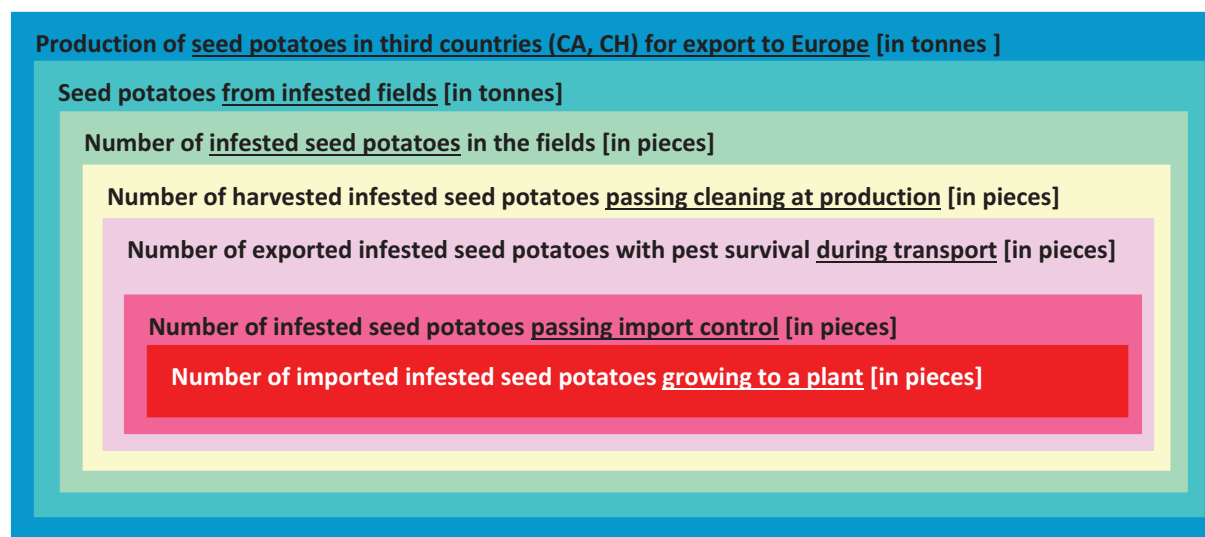 Production of seed potatoes in third countries (CA, CH) for export to Europe [in tonnes ]
Seed potatoes from infested fields [in tonnes]
Number of infested seed potatoes in the fields [in pieces]
Number of harvested infested seed potatoes passing cleaning at production [in pieces]
Number of exported infested seed potatoes with pest survival during transport [in pieces]
Number of infested seed potatoes passing import control [in pieces]
Number of imported infested seed potatoes growing to a plant [in pieces]